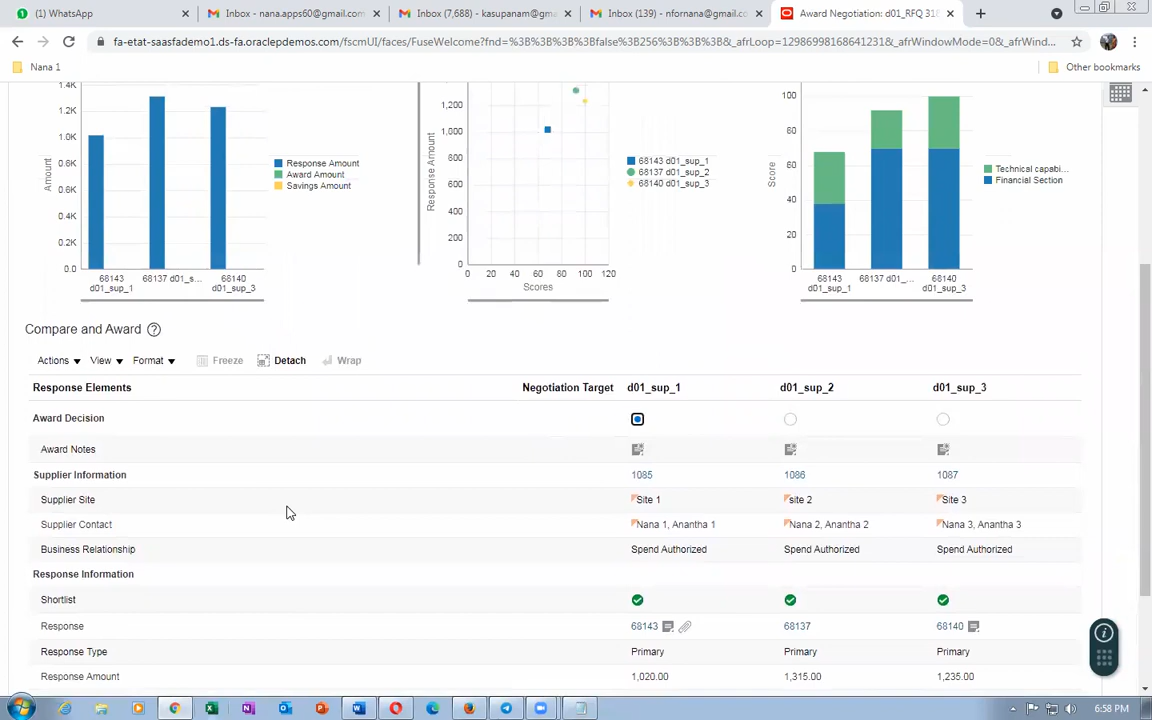 (1) WhatsApp
Inbox - nana.apps60@gmail.com
Inbox (7,688) - kasupanam@gma
Inbox (139) - nfornana@gmail.co
Award Negotiation: d01_RFQ 318
fa-etat-saasfademo1.ds-fa.oraclepdemos.com/fscmUI/faces/FuseWelcome?fnd=%3B%3B%3B%3Bfalse%3B256%3B%3B%3B&_afrLoop=12986998168641231&_afrWindowMode=0&_afrWind...
Nana 1
Other bookmarks
Amount
1.4K
1.2K
1.0K
0.8K
0.6K
0.4K
0.2K
0.0
68143 d01_sup_1
68137 d01_s...
68140 d01_sup_3
Response Amount
Award Amount
Savings Amount
Response Amount
1,200
1,000
800
600
400
200
0
0 20 40 60 80 100 120
Scores
68143 d01_sup_1
68137 d01_sup_2
68140 d01_sup_3
Score
100
80
60
40
20
0
68143 d01_sup_1
68137 d01_...
68140 d01_sup_3
Technical capabi...
Financial Section
Compare and Award ?
Actions View Format Freeze Detach Wrap
Response Elements Negotiation Target d01_sup_1 d01_sup_2 d01_sup_3
Award Decision
Award Notes
Supplier Information 1085 1086 1087
Supplier Site Site 1 site 2 Site 3
Supplier Contact Nana 1, Anantha 1 Nana 2, Anantha 2 Nana 3, Anantha 3
Business Relationship Spend Authorized Spend Authorized Spend Authorized
Response Information
Shortlist
Response 68143 68137 68140
Response Type Primary Primary Primary
Response Amount 1,020.00 1,315.00 1,235.00
6:58 PM